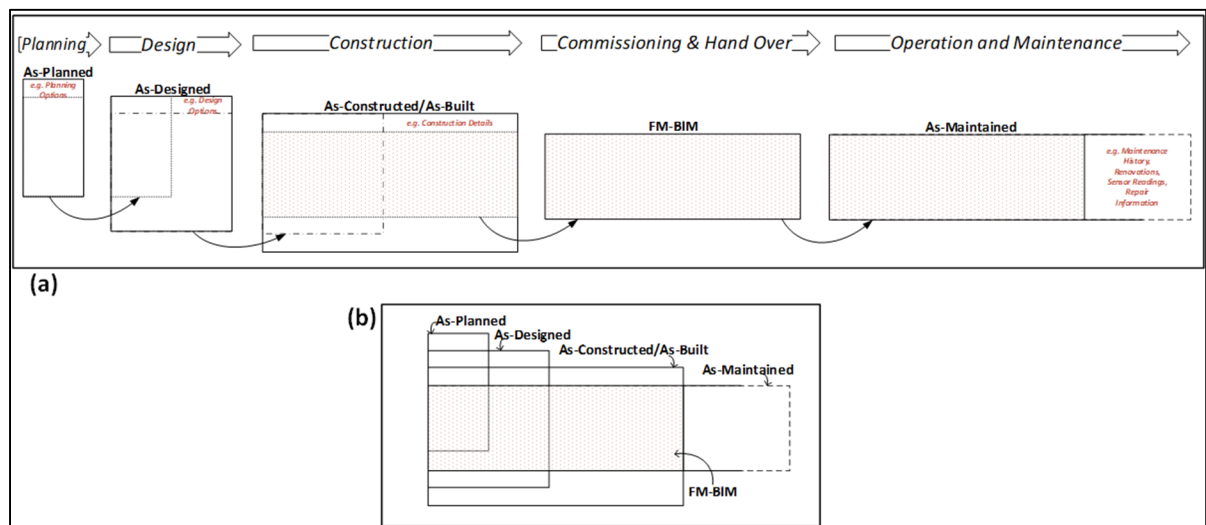 Planning
Design
Construction
Commissioning & Hand Over
Operation and Maintenance
As-Planned
e.g. Planning
Options
As-Designed
e.g. Design
Options
As-Constructed/As-Built
e.g. Construction Details
FM-BIM
As-Maintained
e.g. Maintenance
History,
Renovations,
Sensor Readings,
Repair
Information
(a)
(b)
As-Planned
As-Designed
As-Constructed/As-Built
As-Maintained
FM-BIM